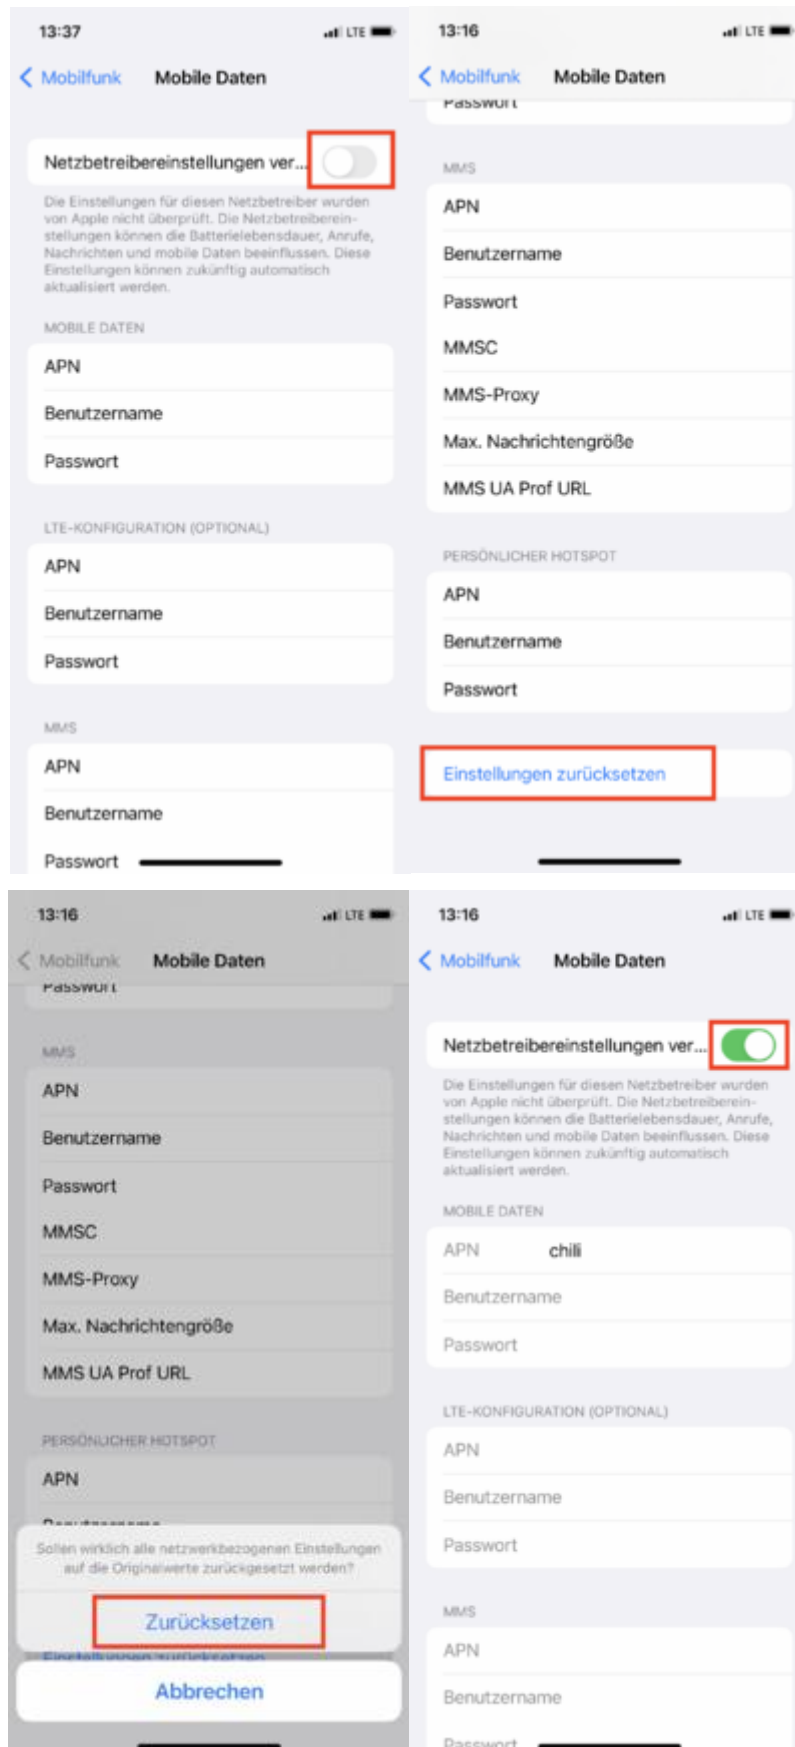 13:37
LTE
Mobilfunk Mobile Daten
Netzbetreibereinstellungen ver...
Die Einstellungen für diesen Netzbetreiber wurden
von Apple nicht überprüft. Die Netzbetreiberein-
stellungen können die Batterielebensdauer, Anrufe,
Nachrichten und mobile Daten beeinflussen. Diese
Einstellungen können zukünftig automatisch
aktualisiert werden.
MOBILE DATEN
APN
Benutzername
Passwort
LTE-KONFIGURATION (OPTIONAL)
APN
Benutzername
Passwort
MMS
APN
Benutzername
Passwort
13:16
LTE
Mobilfunk Mobile Daten
Passwort
MMS
APN
Benutzername
Passwort
MMSC
MMS-Proxy
Max. Nachrichtengröße
MMS UA Prof URL
PERSÖNLICHER HOTSPOT
APN
Benutzername
Passwort
Einstellungen zurücksetzen
13:16
LTE
Mobilfunk Mobile Daten
Passwort
MMS
APN
Benutzername
Passwort
MMSC
MMS-Proxy
Max. Nachrichtengröße
MMS UA Prof URL
PERSÖNLICHER HOTSPOT
APN
Benutzername
Sollen wirklich alle netzwerkbezogenen Einstellungen
auf die Originalwerte zurückgesetzt werden?
Zurücksetzen
Einstellungen zurücksetzen
Abbrechen
13:16
LTE
Mobilfunk Mobile Daten
Netzbetreibereinstellungen ver...
Die Einstellungen für diesen Netzbetreiber wurden
von Apple nicht überprüft. Die Netzbetreiberein-
stellungen können die Batterielebensdauer, Anrufe,
Nachrichten und mobile Daten beeinflussen. Diese
Einstellungen können zukünftig automatisch
aktualisiert werden.
MOBILE DATEN
APN chili
Benutzername
Passwort
LTE-KONFIGURATION (OPTIONAL)
APN
Benutzername
Passwort
MMS
APN
Benutzername
Passwort